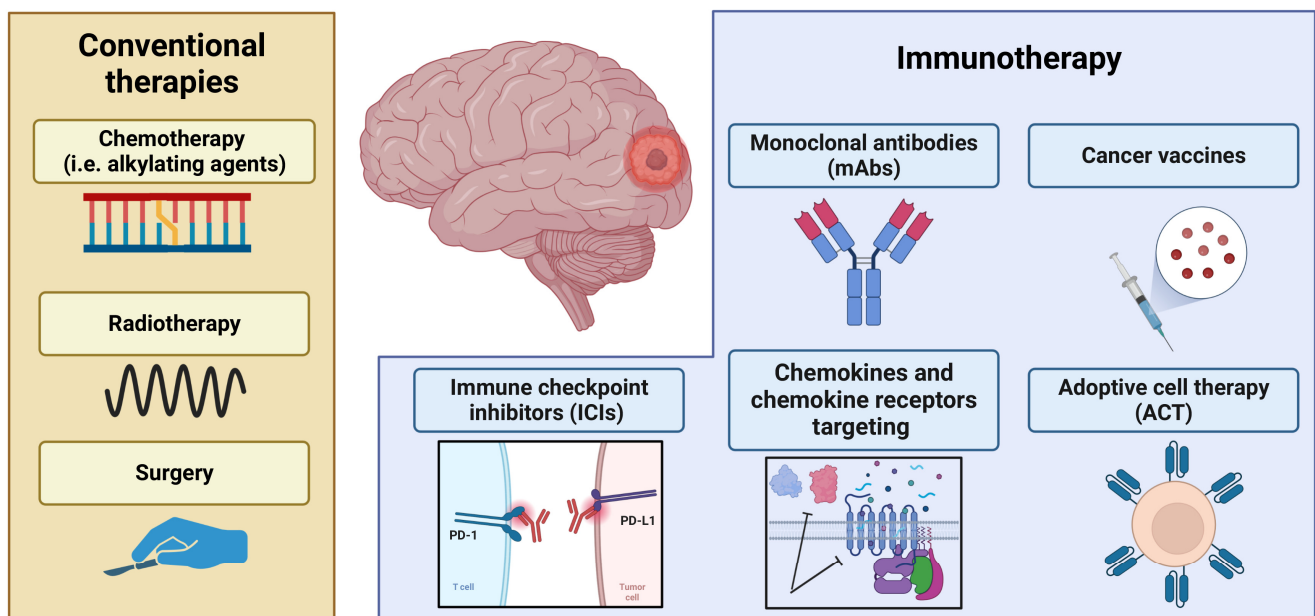 Conventional
therapies
Chemotherapy
(i.e. alkylating agents)
Radiotherapy
Surgery
Immunotherapy
Monoclonal antibodies
(mAbs)
Cancer vaccines
Immune checkpoint
inhibitors (ICIs)
PD-1
PD-L1
T cell
Tumor
cell
Chemokines and
chemokine receptors
targeting
Adoptive cell therapy
(ACT)